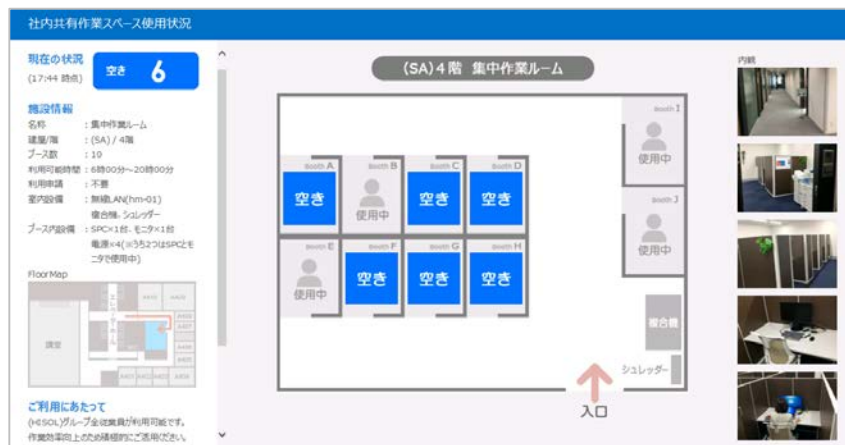 社内共有作業スペース使用状況
現在の状況
(17:44 時点)
空き 6
施設情報
名称 : 集中作業ルーム
建屋/階 : (SA) / 4階
ブース数 : 10
利用可能時間 : 6時00分~20時00分
利用申請 : 不要
室内設備 : 無線LAN(hm-01)
複合機、シュレッダー
ブース内設備 : SPC×1台、モニタ×1台
電源×4(※うち2つはSPCとモ
ニタで使用中)
FloorMap
講堂
エレベーターホール
ご利用にあたって
(HISOL)グループ全従業員が利用可能です。
作業効率向上のため積極的にご活用ください。
(SA) 4階 集中作業ルーム
Booth A
空き
Booth B
使用中
Booth C
空き
Booth D
空き
Booth E
使用中
Booth F
空き
Booth G
空き
Booth H
空き
Booth I
使用中
Booth J
使用中
複合機
シュレッダー
入口
内観